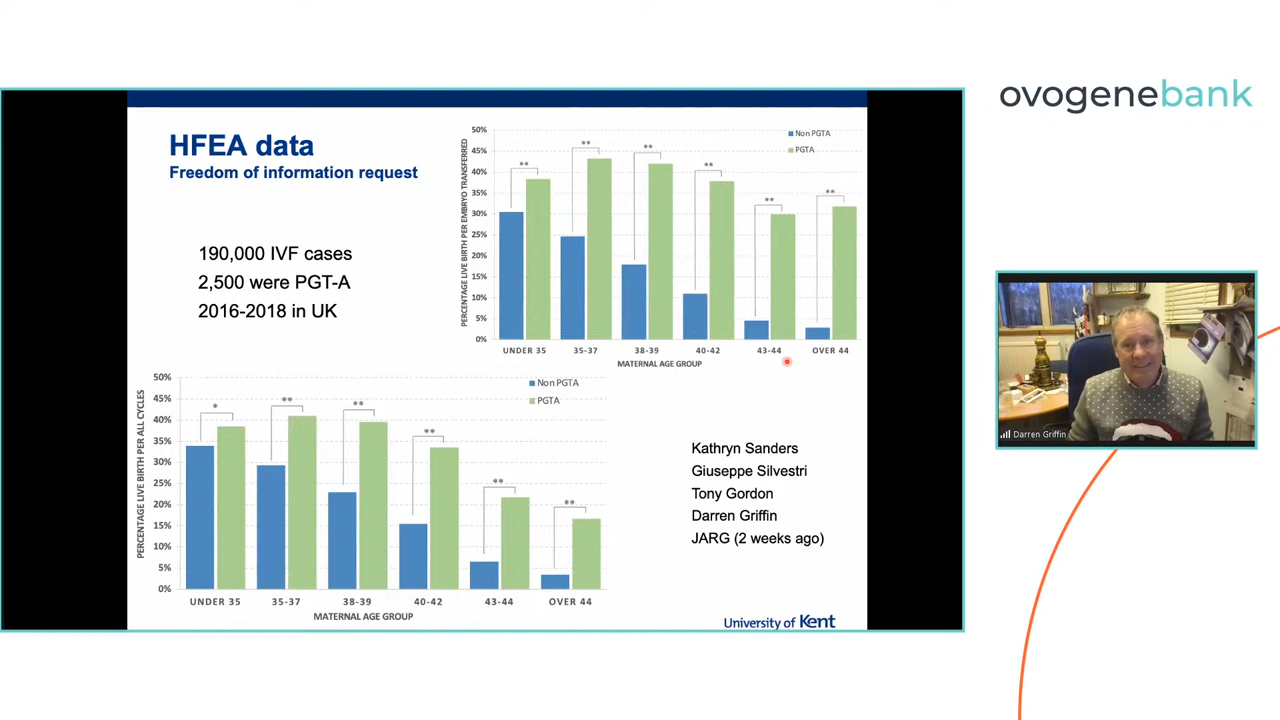 ovogenebank
HFEA data
Freedom of information request
190,000 IVF cases
2,500 were PGT-A
2016-2018 in UK
PERCENTAGE LIVE BIRTH PER EMBRYO TRANSFERRED
50%
45%
40%
35%
30%
25%
20%
15%
10%
5%
0%
Non PGTA
PGTA
** ** ** ** ** **
UNDER 35 35-37 38-39 40-42 43-44 OVER 44
MATERNAL AGE GROUP
PERCENTAGE LIVE BIRTH PER ALL CYCLES
50%
45%
40%
35%
30%
25%
20%
15%
10%
5%
0%
Non PGTA
PGTA
* ** ** ** ** **
UNDER 35 35-37 38-39 40-42 43-44 OVER 44
MATERNAL AGE GROUP
Kathryn Sanders
Giuseppe Silvestri
Tony Gordon
Darren Griffin
JARG (2 weeks ago)
University of Kent
Darren Griffin